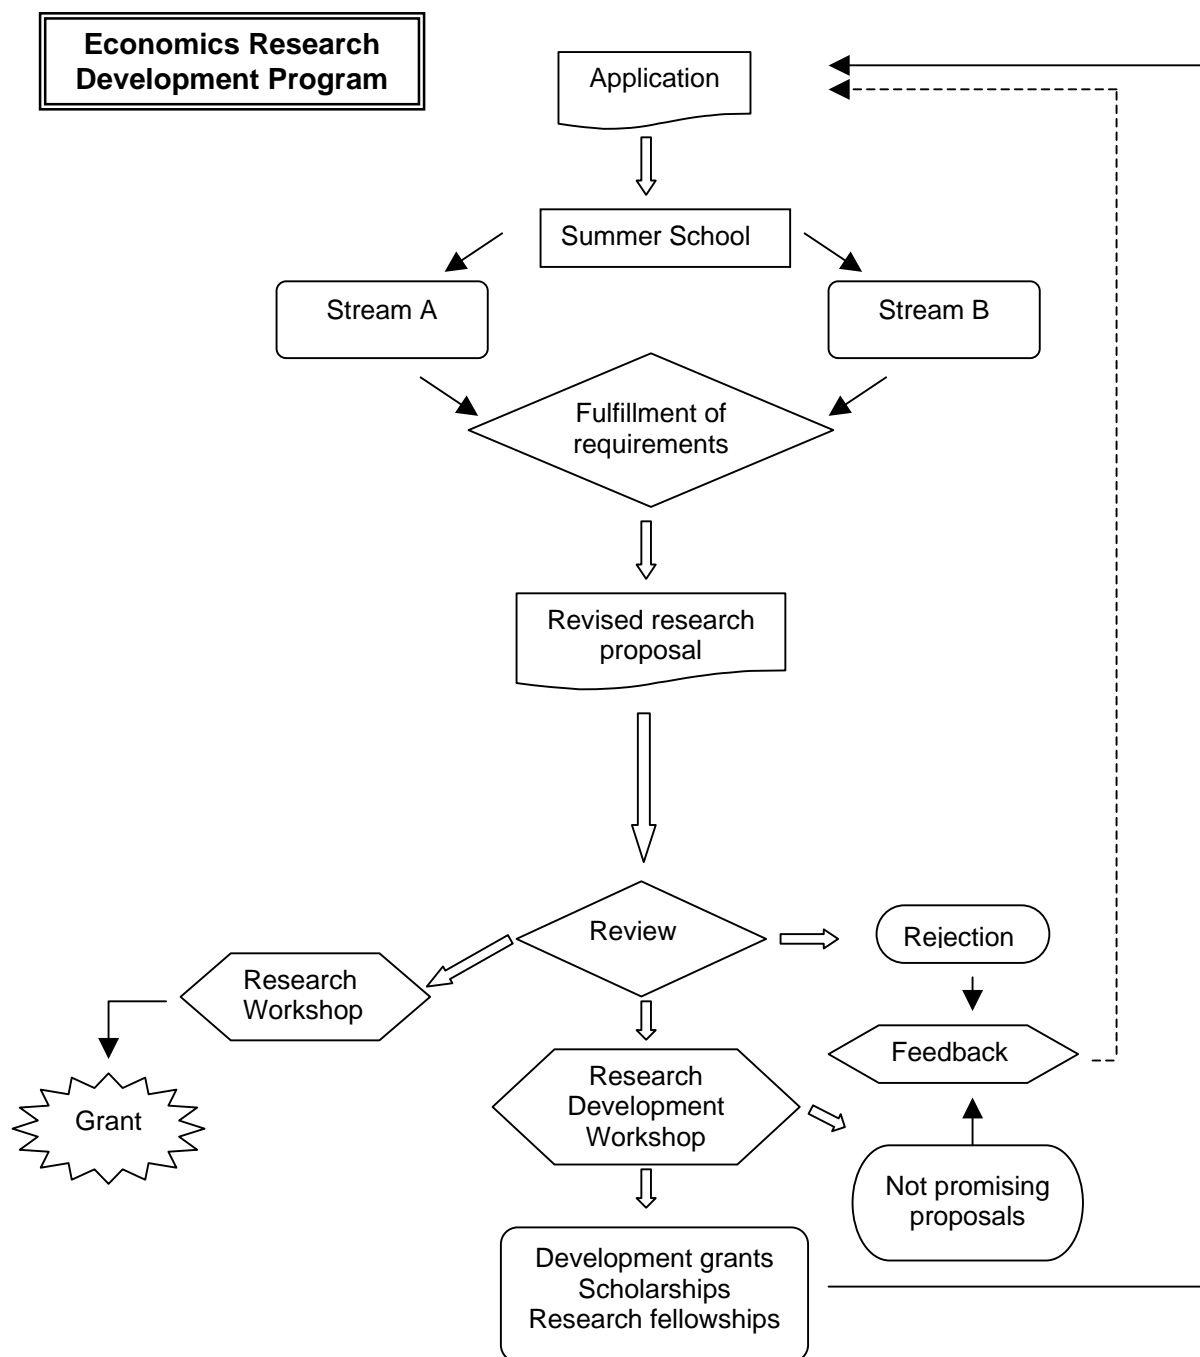 Economics Research
Development Program
Application
Summer School
Stream A
Stream B
Fulfillment of
requirements
Revised research
proposal
Review
Rejection
Research
Workshop
Feedback
Research
Development
Workshop
Grant
Not promising
proposals
Development grants
Scholarships
Research fellowships